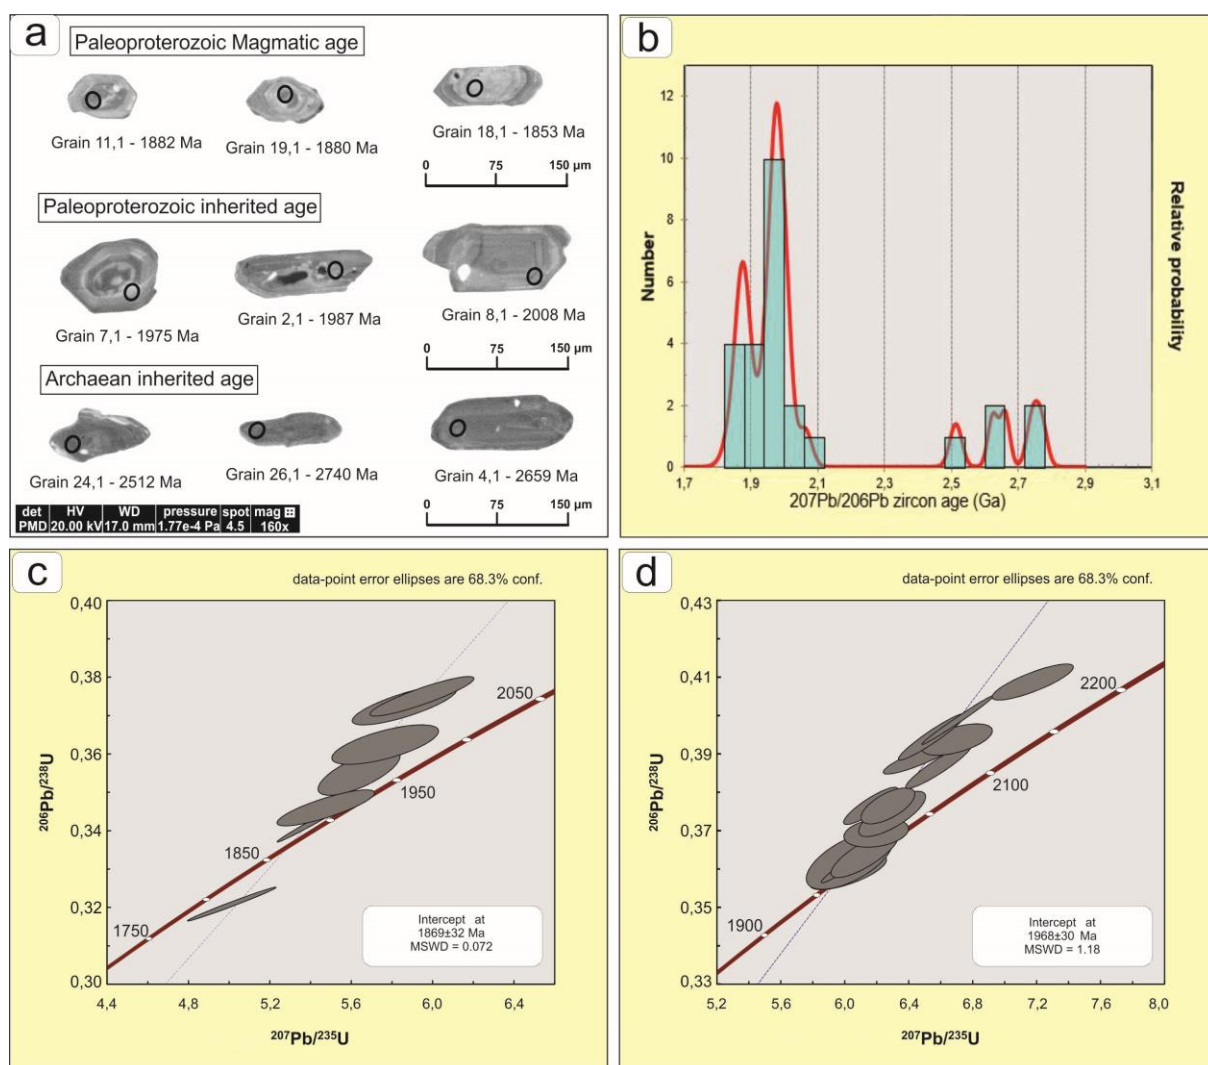 a
Paleoproterozoic Magmatic age
Grain 11,1 - 1882 Ma
Grain 19,1 - 1880 Ma
Grain 18,1 - 1853 Ma
0 75 150 µm
Paleoproterozoic inherited age
Grain 7,1 - 1975 Ma
Grain 2,1 - 1987 Ma
Grain 8,1 - 2008 Ma
0 75 150 µm
Archaean inherited age
Grain 24,1 - 2512 Ma
Grain 26,1 - 2740 Ma
Grain 4,1 - 2659 Ma
0 75 150 µm
det HV WD pressure spot mag
PMD 20.00 kV 17.0 mm 1.77e-4 Pa 4.5 160x
b
Number
12
10
8
6
4
2
0
1,7 1,9 2,1 2,3 2,5 2,7 2,9 3,1
207Pb/206Pb zircon age (Ga)
Relative probability
c
data-point error ellipses are 68.3% conf.
0,40
0,38
0,36
0,34
0,32
0,30
206Pb/238U
2050
1950
1850
1750
Intercept at
1869±32 Ma
MSWD = 0.072
4,4 4,8 5,2 5,6 6,0 6,4
207Pb/235U
d
data-point error ellipses are 68.3% conf.
0,43
0,41
0,39
0,37
0,35
0,33
206Pb/238U
2200
2100
1900
Intercept at
1968±30 Ma
MSWD = 1.18
5,2 5,6 6,0 6,4 6,8 7,2 7,6 8,0
207Pb/235U